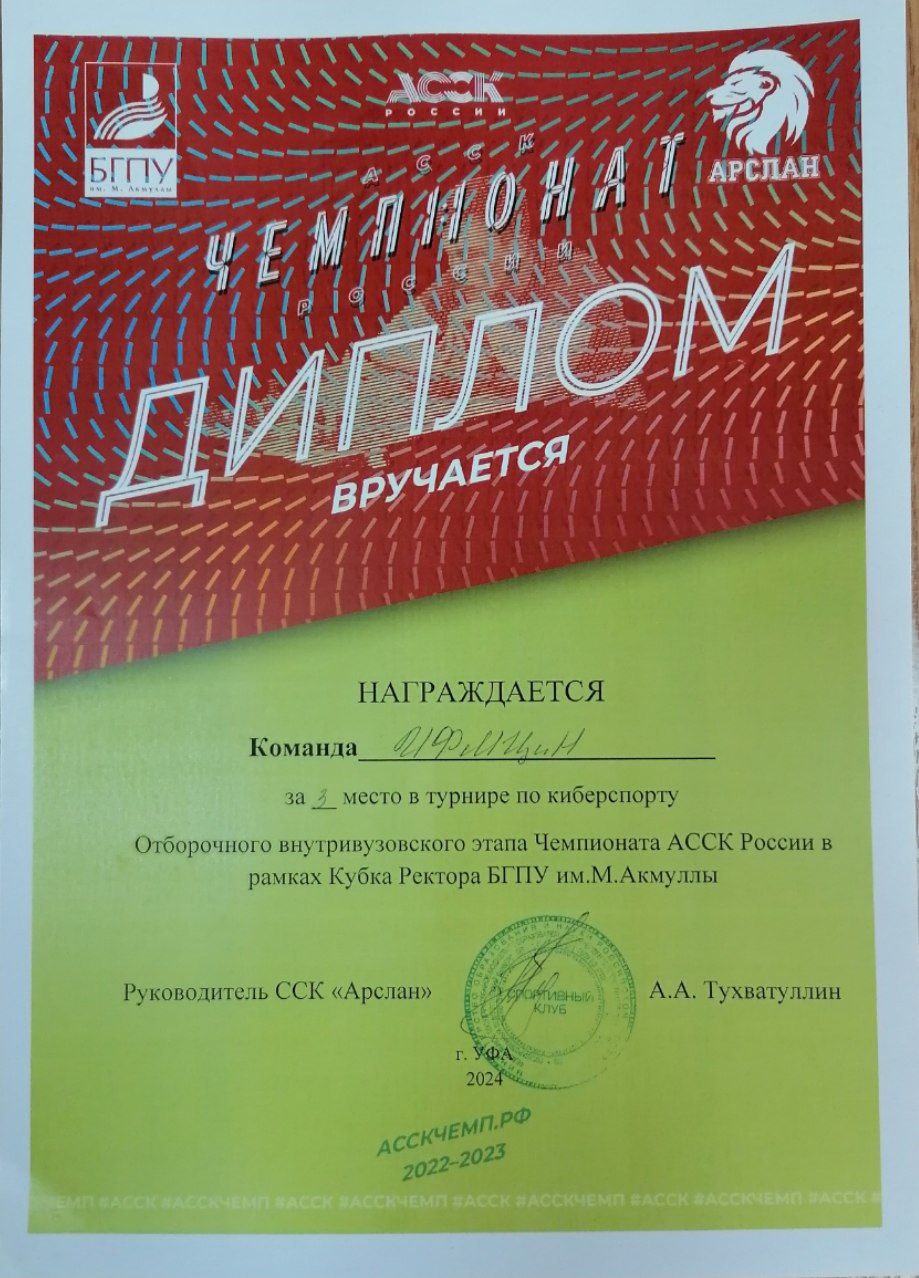 БГПУ
им. М. Акмуллы
АССК
РОССИИ
АРСЛАН
АССК
ЧЕМПИОНАТ
РОССИИ
ДИПЛОМ
ВРУЧАЕТСЯ
НАГРАЖДАЕТСЯ
Команда
за 3 место в турнире по киберспорту
Отборочного внутривузовского этапа Чемпионата АССК России в
рамках Кубка Ректора БГПУ им.М.Акмуллы
Руководитель ССК «Арслан»
СПОРТИВНЫЙ
КЛУБ
А.А. Тухватуллин
г. УФА
2024
АССКЧЕМП.РФ
2022–2023
ЕМП #АССК #АССКЧЕМП #АССК #АССКЧЕМП #АССК #АССКЧЕМП #АССК #